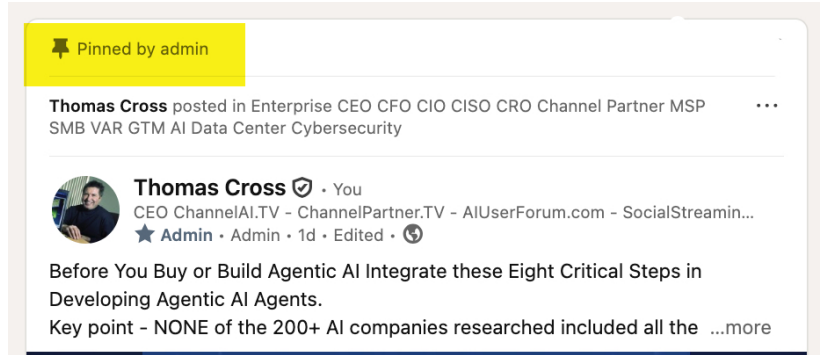 Pinned by admin
Thomas Cross posted in Enterprise CEO CFO CIO CISO CRO Channel Partner MSP
SMB VAR GTM AI Data Center Cybersecurity
Thomas Cross • You
CEO ChannelAI.TV - ChannelPartner.TV - AIUserForum.com - SocialStreamin...
Admin • Admin • 1d • Edited •
Before You Buy or Build Agentic AI Integrate these Eight Critical Steps in
Developing Agentic AI Agents.
Key point - NONE of the 200+ AI companies researched included all the ...more